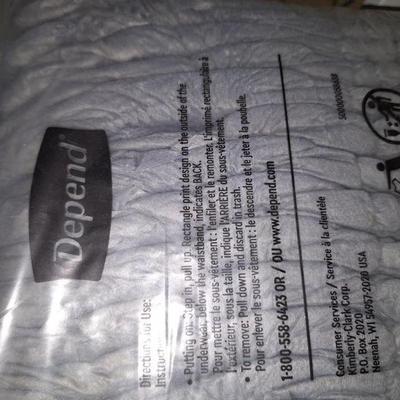 Depend®
Directions for Use:
• Putting on: Step in, pull up. Rectangle print design on the outside of the
underwear, below the waistband, indicates BACK.
Pour mettre le sous-vêtement : l'enfiler et le remonter. L'imprimé rectangulaire à
l'extérieur, sous la taille, indique l'ARRIÈRE du sous-vêtement.
• To remove: Pull down and discard in trash.
Pour enlever le sous-vêtement : le descendre et le jeter à la poubelle.
1-800-558-6423 OR / OU www.depend.com
Consumer Services / Service à la clientèle
Kimberly-Clark Corp.
P.O. Box 2020
Neenah, WI 54957-2020 USA